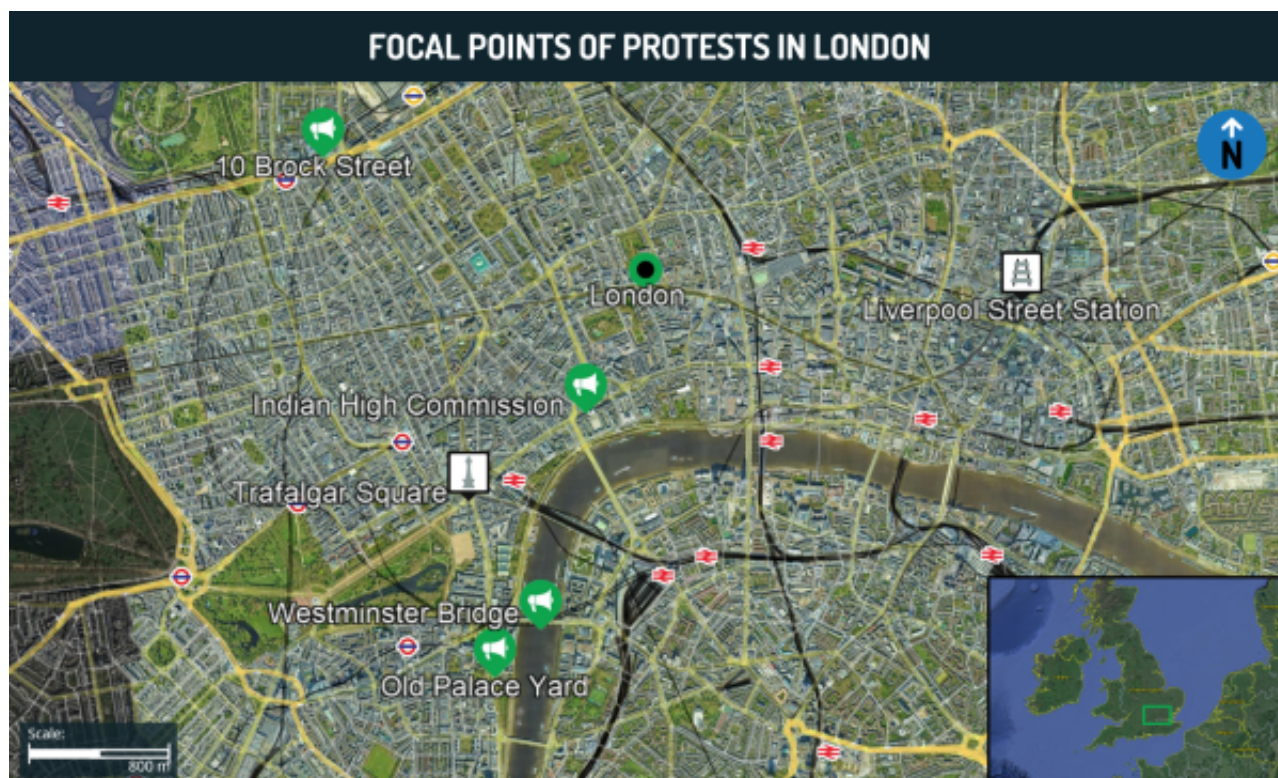 FOCAL POINTS OF PROTESTS IN LONDON
10 Brock Street
N
London
Liverpool Street Station
Indian High Commission
Trafalgar Square
Westminster Bridge
Old Palace Yard
Scale:
800 m